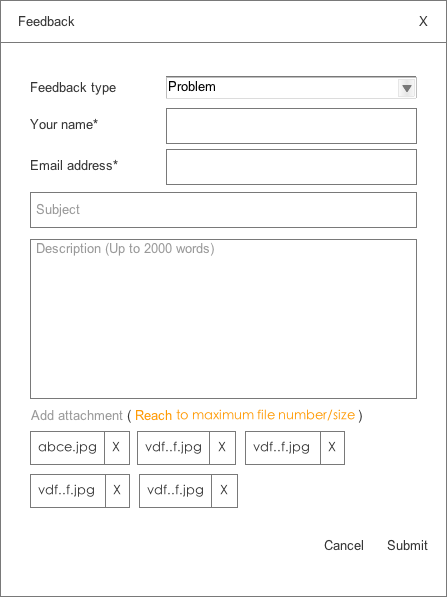 Feedback X
Feedback type Problem
Your name*
Email address*
Subject
Description (Up to 2000 words)
Add attachment ( Reach to maximum file number/size )
abce.jpg X vdf..f.jpg X vdf..f.jpg X
vdf..f.jpg X vdf..f.jpg X
Cancel Submit